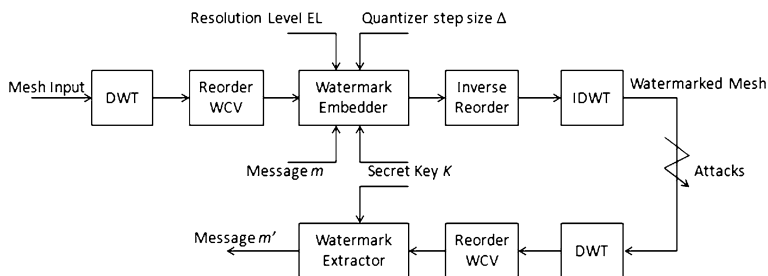 Resolution Level EL
Quantizer step size Δ
Mesh Input
DWT
Reorder
WCV
Watermark
Embedder
Inverse
Reorder
IDWT
Watermarked Mesh
Message m
Secret Key K
Attacks
Message m'
Watermark
Extractor
Reorder
WCV
DWT